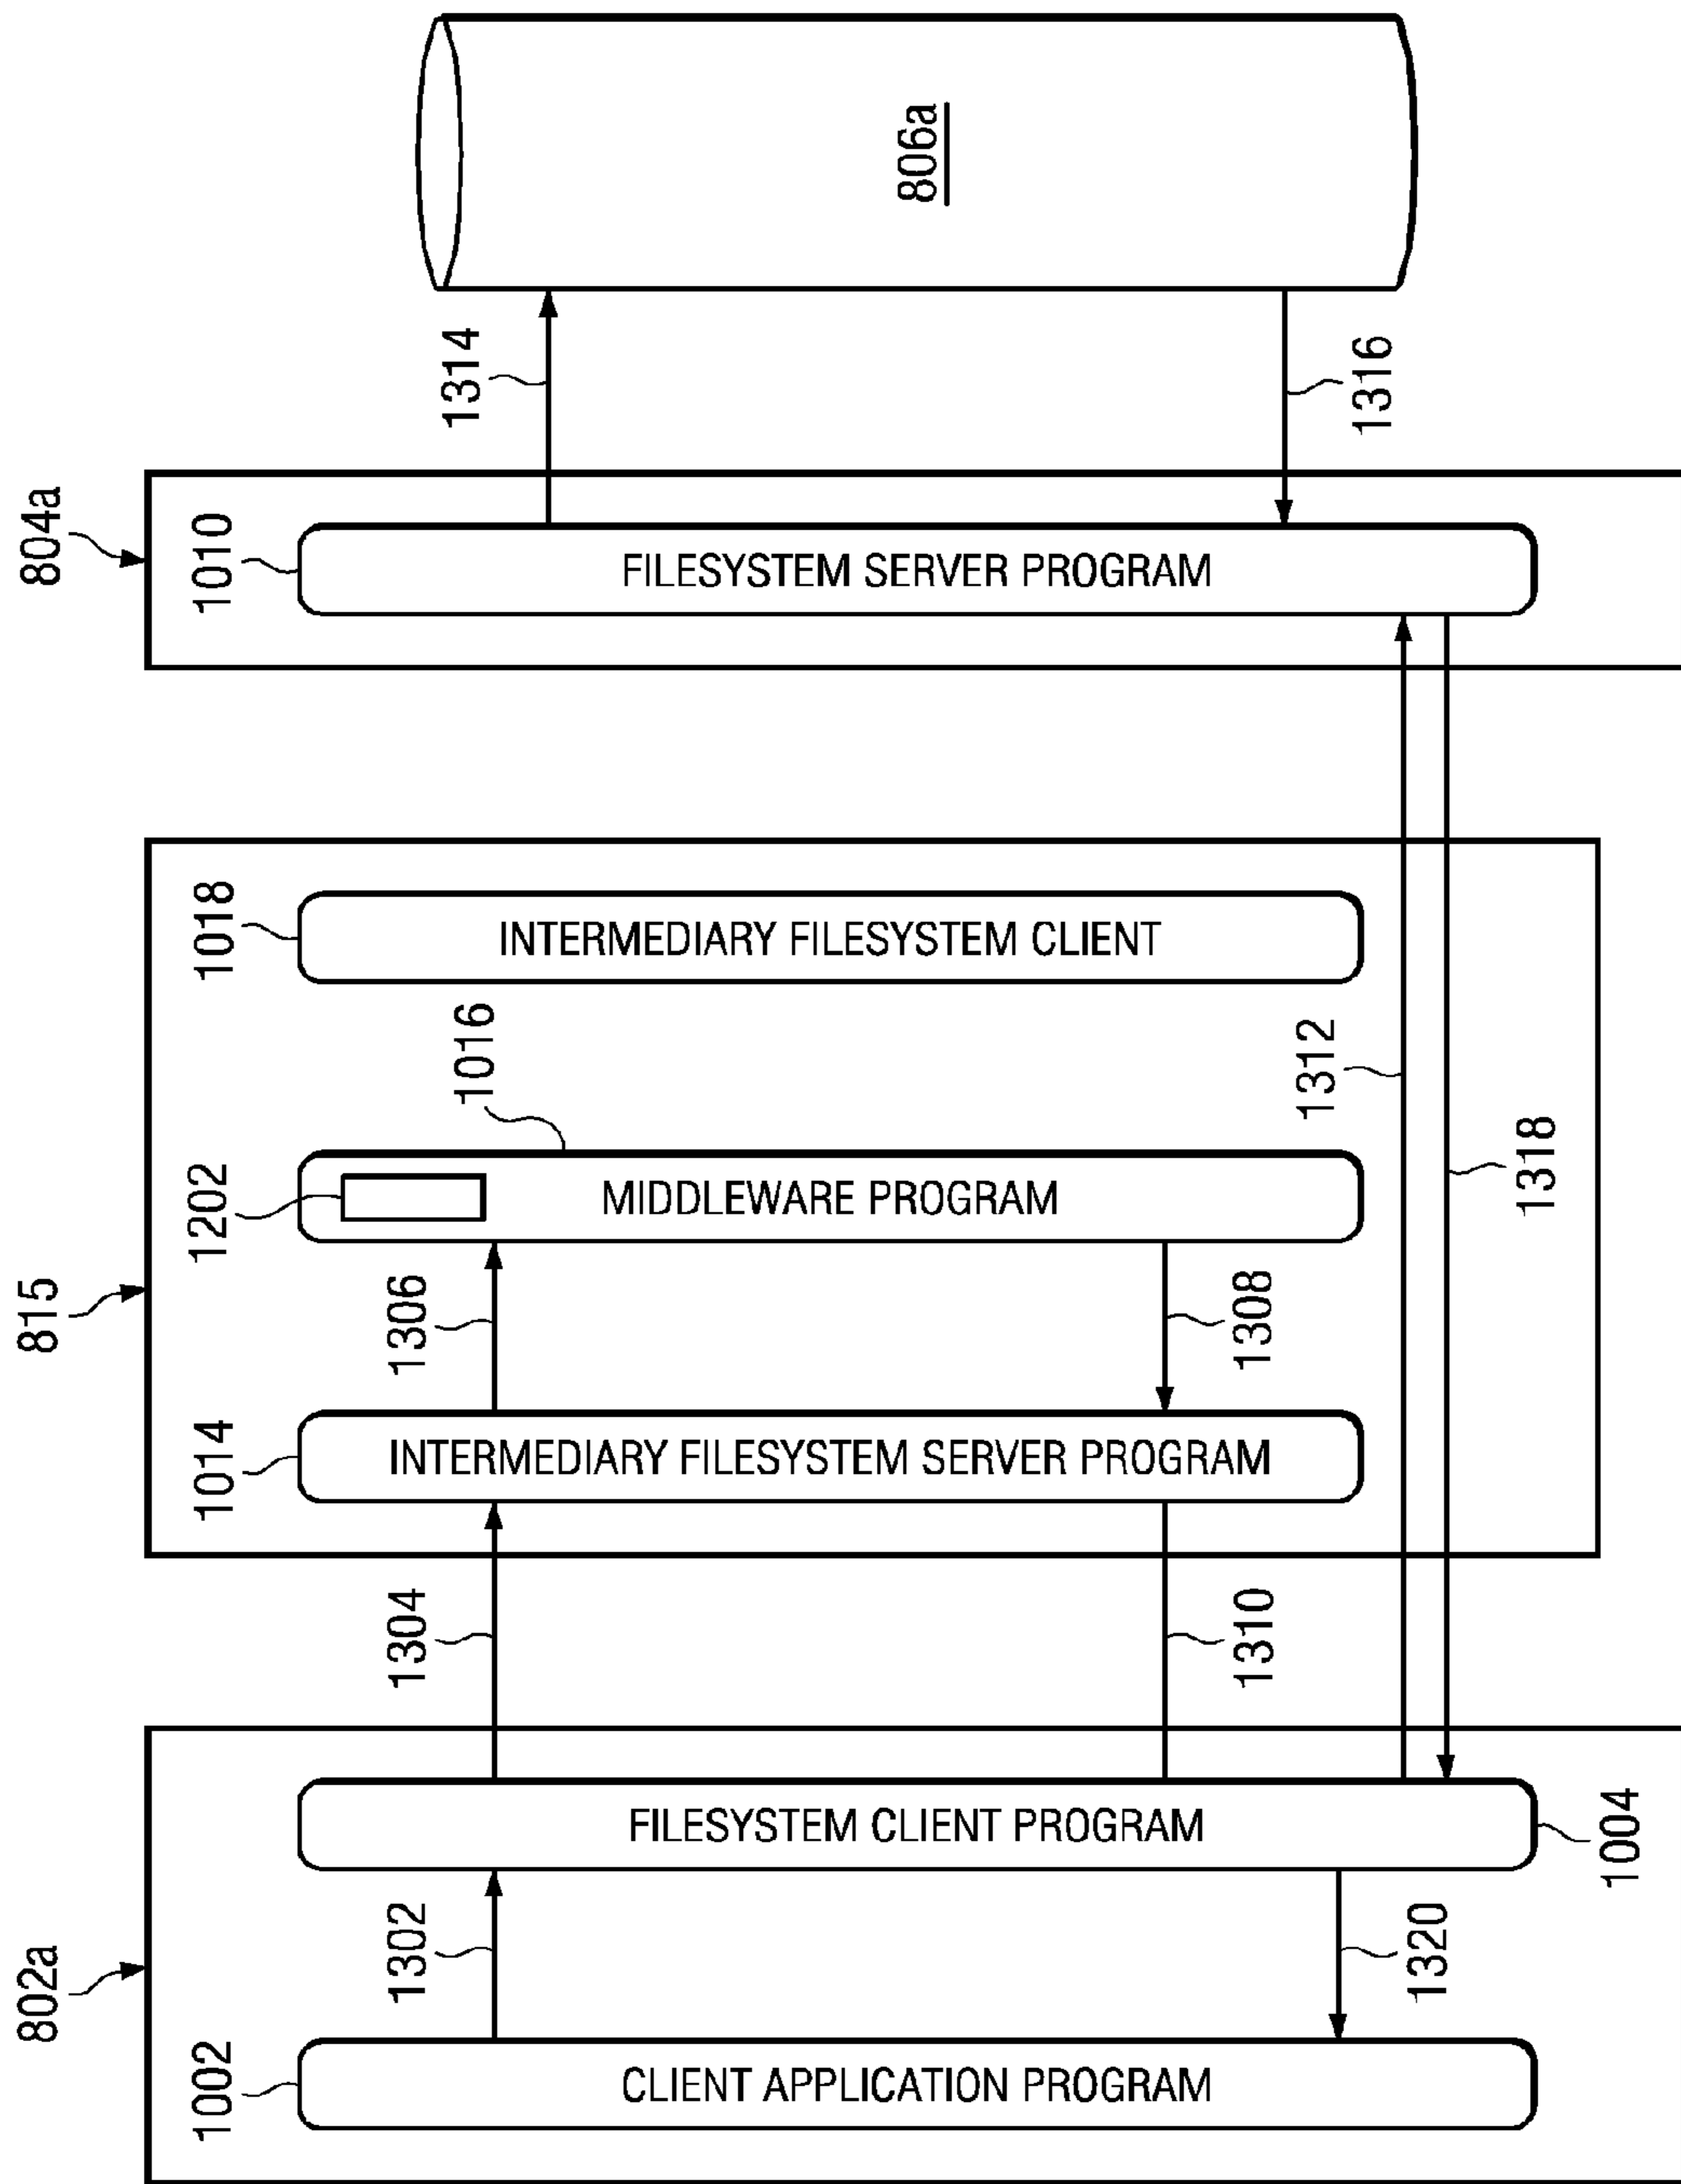 802a
815
804a
1002
CLIENT APPLICATION PROGRAM
1302
1320
FILESYSTEM CLIENT PROGRAM
1004
1304
1310
1014
INTERMEDIARY FILESYSTEM SERVER PROGRAM
1306
1308
1202
MIDDLEWARE PROGRAM
1016
1018
INTERMEDIARY FILESYSTEM CLIENT
1312
1318
1010
FILESYSTEM SERVER PROGRAM
1314
1316
806a